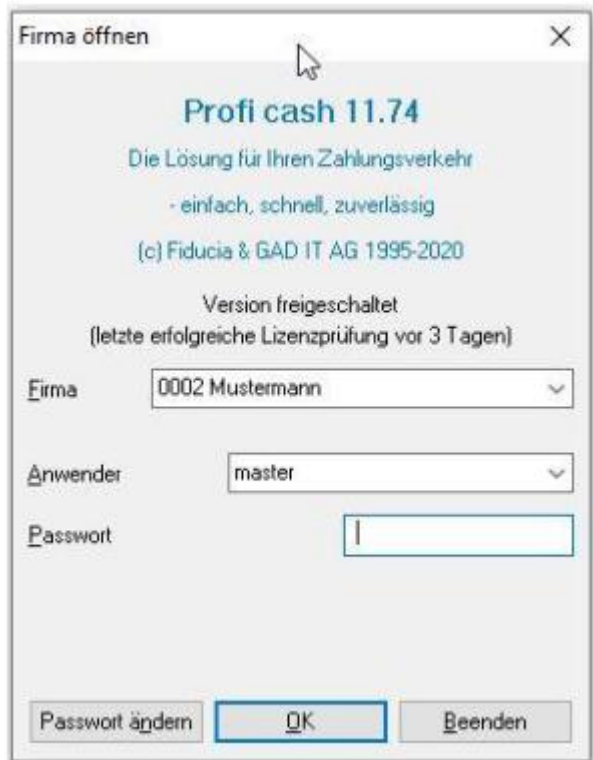 Firma öffnen
Profi cash 11.74
Die Lösung für Ihren Zahlungsverkehr
- einfach, schnell, zuverlässig
(c) Fiducia & GAD IT AG 1995-2020
Version freigeschaltet
(letzte erfolgreiche Lizenzprüfung vor 3 Tagen)
Firma 0002 Mustermann
Anwender master
Passwort
Passwort ändern OK Beenden